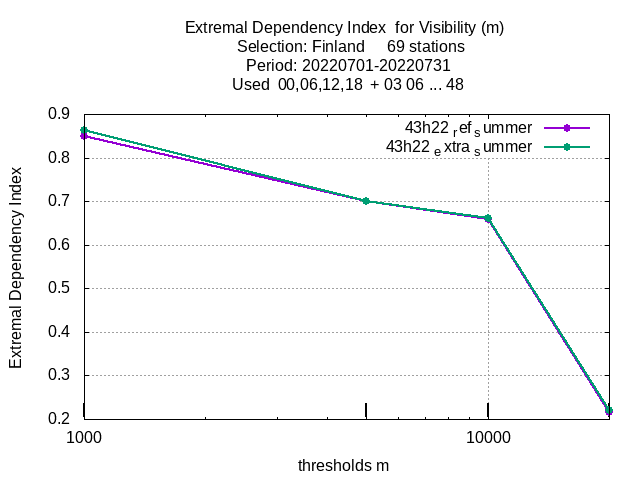 Extremal Dependency Index  for Visibility (m)
Selection: Finland     69 stations
Period: 20220701-20220731
Used  00,06,12,18  + 03 06 ... 48
43h22 ref summer
43h22 extra summer
Extremal Dependency Index
0.9
0.8
0.7
0.6
0.5
0.4
0.3
0.2
1000
10000
thresholds m